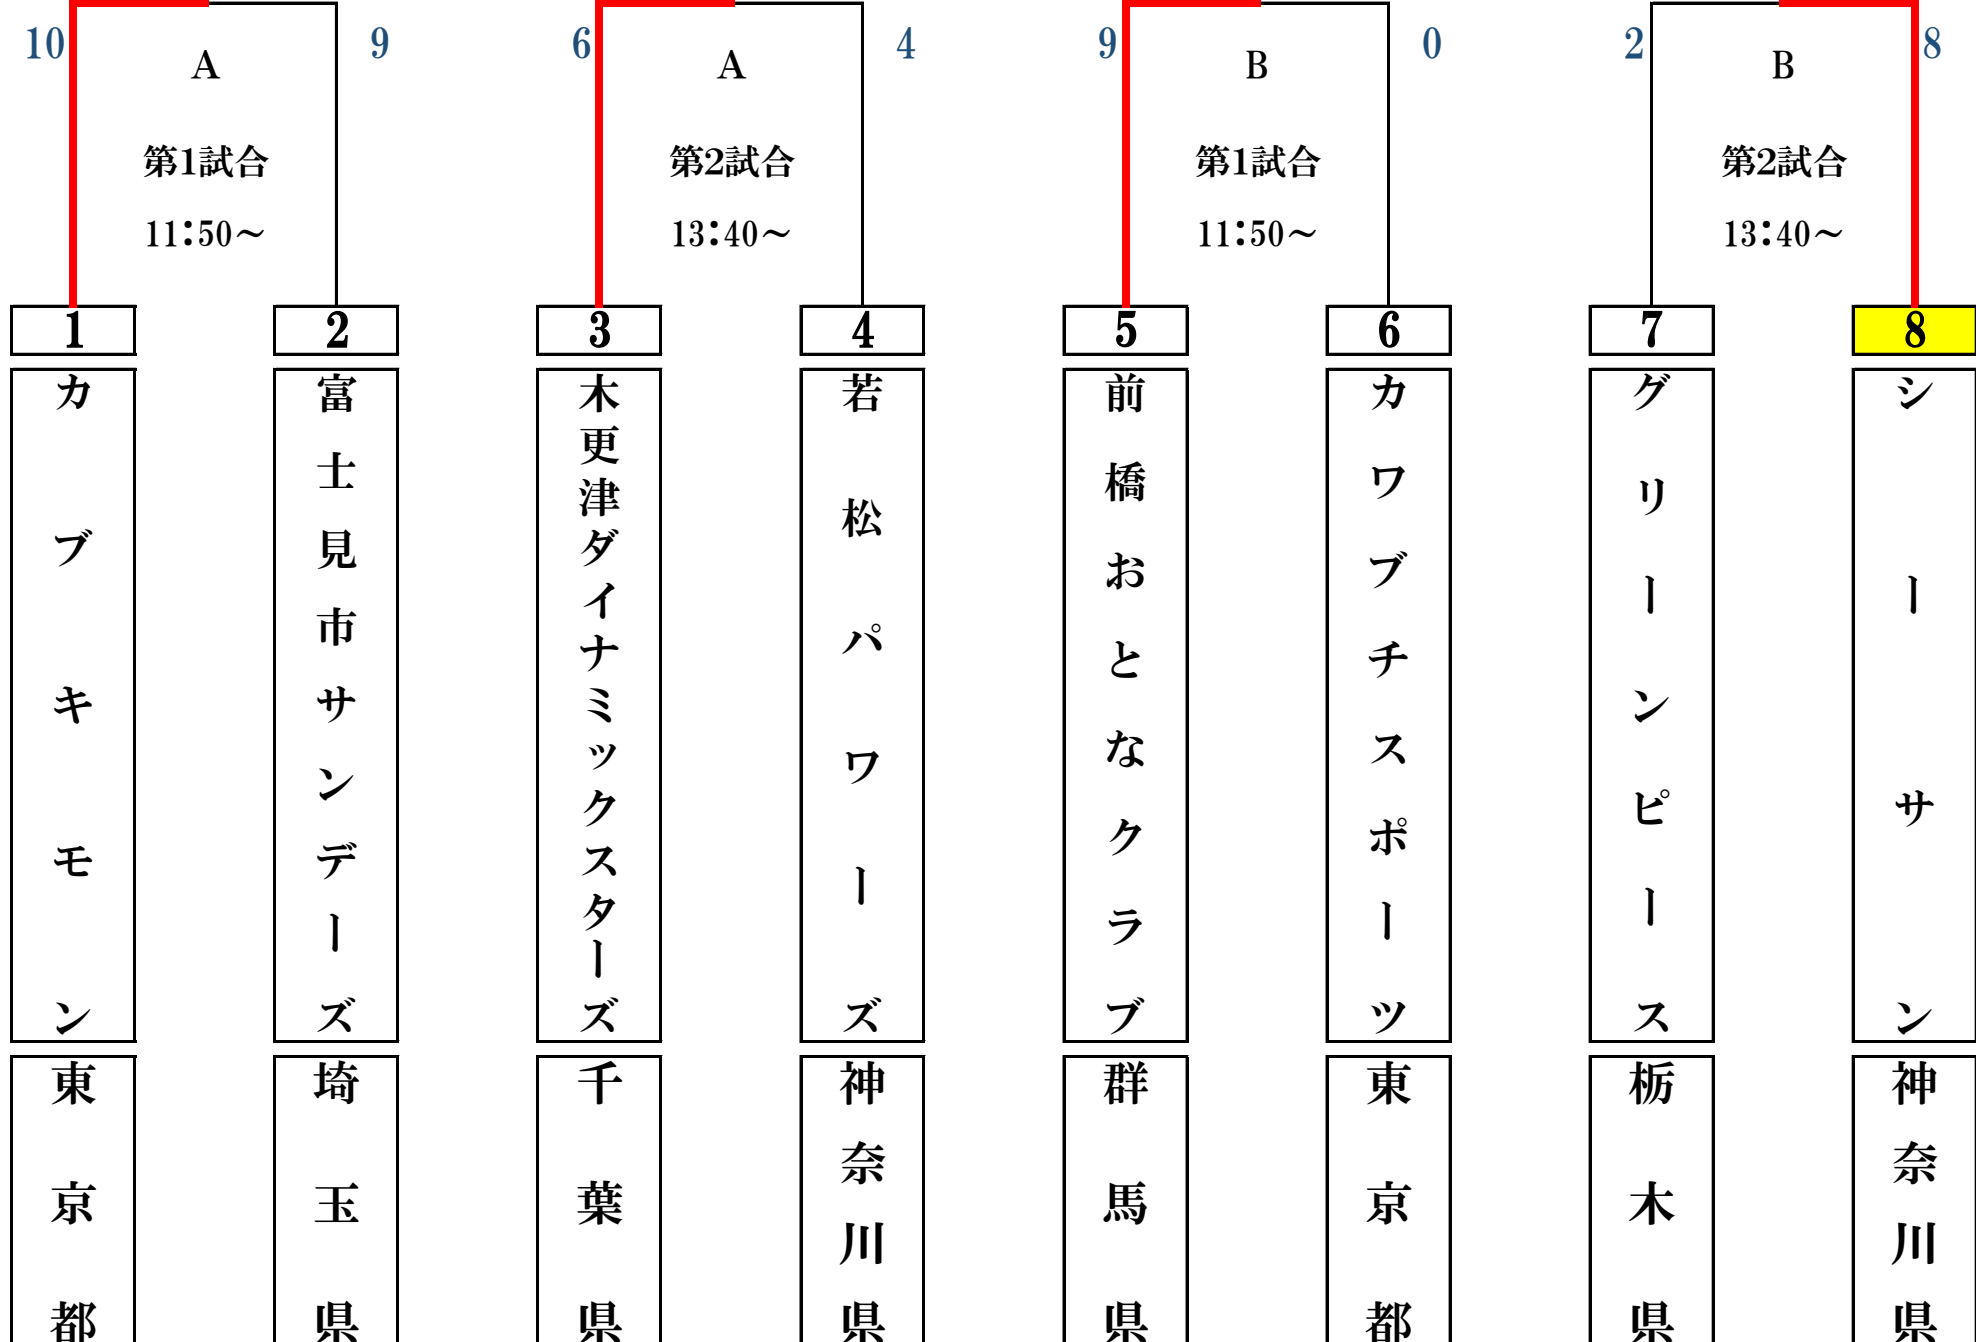 10 9 6 4 9 0 2 8
A A B B
第1試合 第2試合 第1試合 第2試合
11:50～ 13:40～ 11:50～ 13:40～
1 2 3 4 5 6 7 8
カブキモン
富士見市サンデーズ
木更津ダイナミックスターズ
若松パワーズ
前橋おとなクラブ
カワブチスポーツ
グリーンピース
シーサン
東京都
埼玉県
千葉県
神奈川県
群馬県
東京都
栃木県
神奈川県